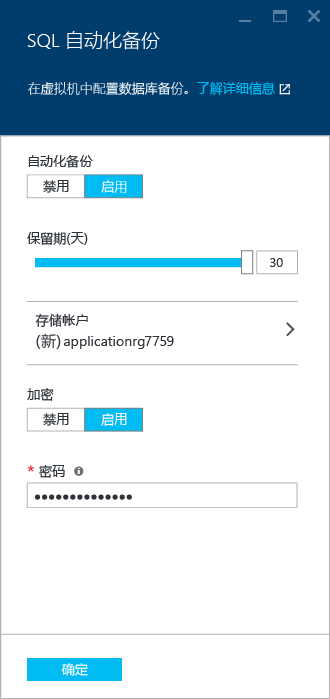 SQL 自动化备份
在虚拟机中配置数据库备份。了解详细信息
自动化备份
禁用 启用
保留期(天)
30
存储帐户
(新) applicationrg7759
加密
禁用 启用
* 密码
••••••••••••••
确定